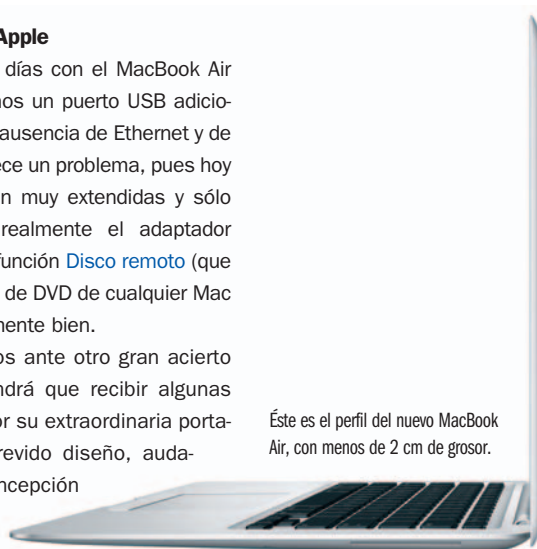 Apple
días con el MacBook Air
os un puerto USB adicio-
ausencia de Ethernet y de
ece un problema, pues hoy
n muy extendidas y sólo
realmente el adaptador
función Disco remoto (que
de DVD de cualquier Mac
mente bien.
os ante otro gran acierto
ndrá que recibir algunas
or su extraordinaria porta-
revido diseño, auda-
ncepción
Éste es el perfil del nuevo MacBook
Air, con menos de 2 cm de grosor.